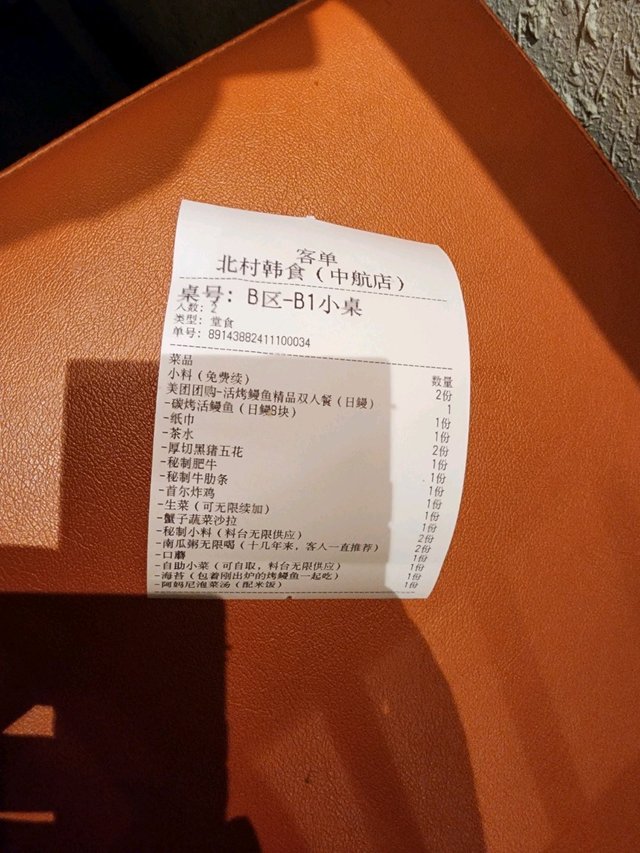 客单
北村韩食（中航店）
桌号：B区-B1小桌
人数：2
类型：堂食
单号：89143882411100034
菜品 数量
小料（免费续） 2份
美团团购-活烤鳗鱼精品双人餐（日鳗） 1
-碳烤活鳗鱼（日鳗8块） 1份
-纸巾 1份
-茶水 2份
-厚切黑猪五花 1份
-秘制肥牛 1份
-秘制牛肋条 1份
-首尔炸鸡 1份
-生菜（可无限续加） 1份
-蟹子蔬菜沙拉 1份
-秘制小料（料台无限供应） 2份
-南瓜粥无限喝（十几年来，客人一直推荐） 2份
-口蘑 1份
-自助小菜（可自取，料台无限供应） 1份
-海苔（包着刚出炉的烤鳗鱼一起吃） 1份
-阿妈尼泡菜汤（配米饭） 1份